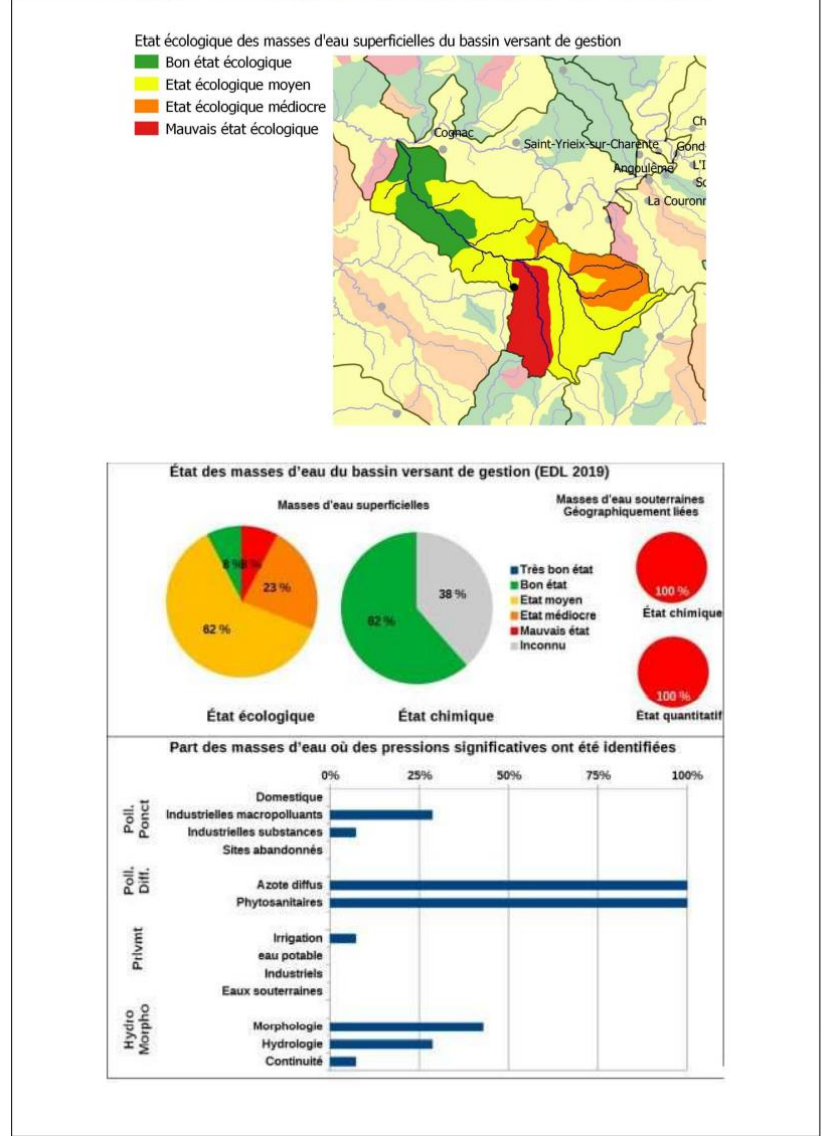 Etat écologique des masses d'eau superficielles du bassin versant de gestion
Bon état écologique
Etat écologique moyen
Etat écologique médiocre
Mauvais état écologique
Cognac
Saint-Yrieix-sur-Charente
Ch
Gond
Angoulême
L'I
So
La Couronn
État des masses d'eau du bassin versant de gestion (EDL 2019)
Masses d'eau superficielles
Masses d'eau souterraines
Géographiquement liées
8 %
8 %
23 %
62 %
État écologique
38 %
62 %
État chimique
Très bon état
Bon état
Etat moyen
Etat médiocre
Mauvais état
Inconnu
100 %
État chimique
100 %
État quantitatif
Part des masses d'eau où des pressions significatives ont été identifiées
0% 25% 50% 75% 100%
Poll.
Ponct
Domestique
Industrielles macropolluants
Industrielles substances
Sites abandonnés
Poll.
Diff.
Azote diffus
Phytosanitaires
Prlvmt
Irrigation
eau potable
Industriels
Eaux souterraines
Hydro
Morpho
Morphologie
Hydrologie
Continuité